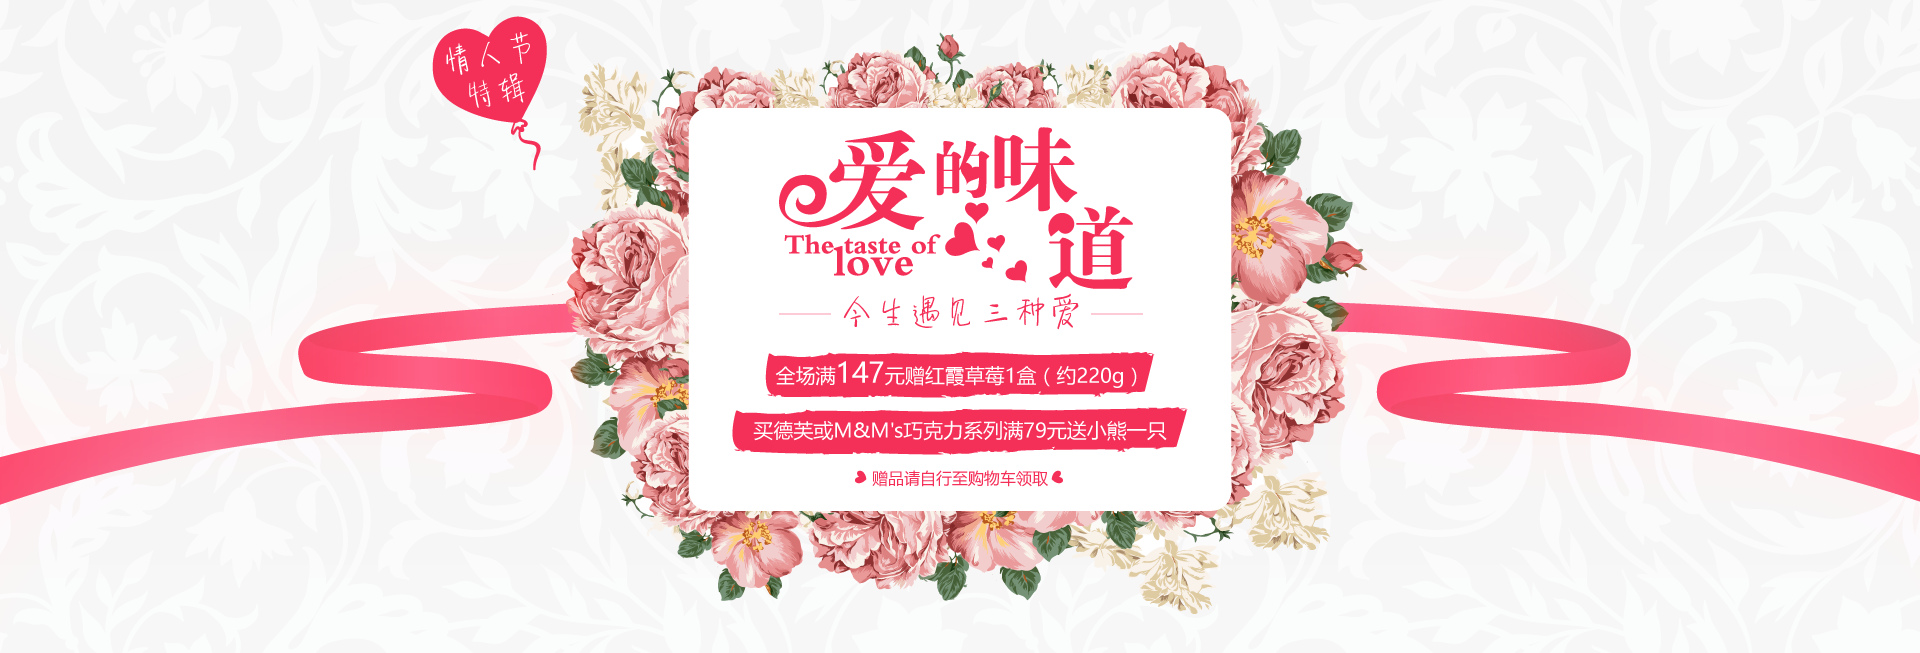 情人节
特辑
爱的味道
The taste of
love
今生遇见三种爱
全场满147元赠红霞草莓1盒（约220g）
买德芙或M&M's巧克力系列满79元送小熊一只
赠品请自行至购物车领取